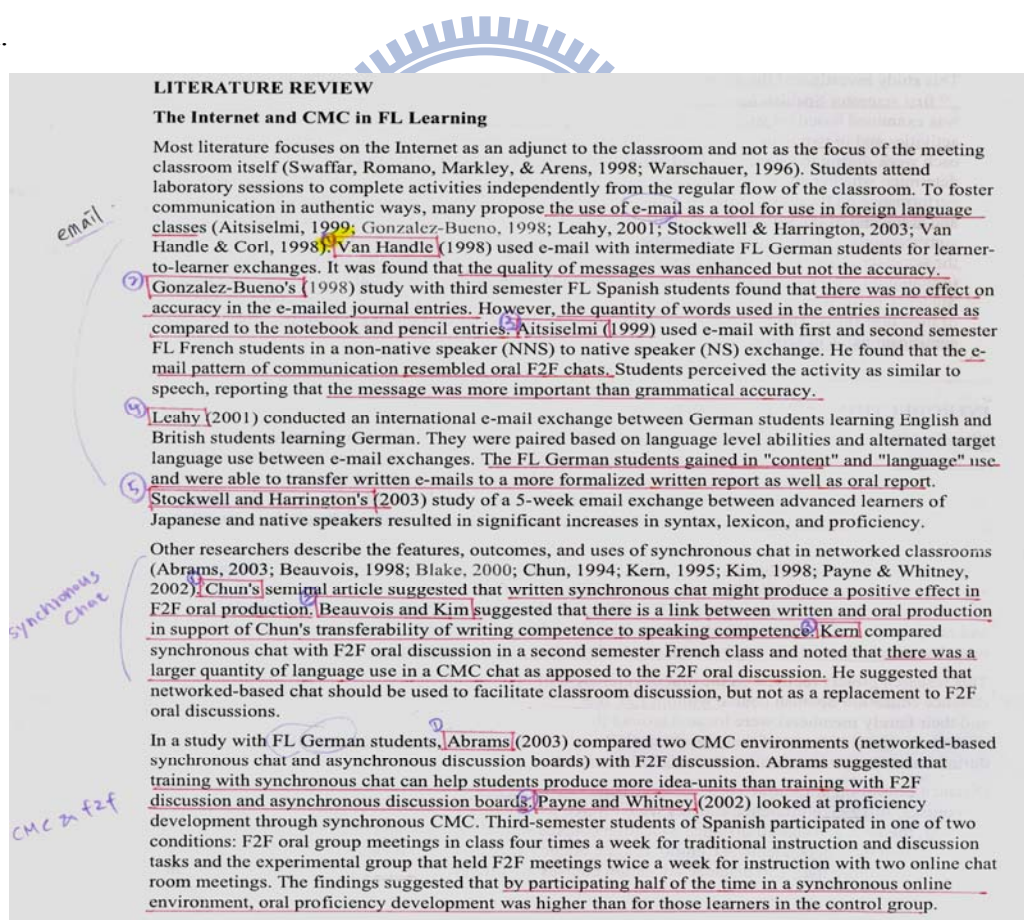 LITERATURE REVIEW
The Internet and CMC in FL Learning
Most literature focuses on the Internet as an adjunct to the classroom and not as the focus of the meeting
classroom itself (Swaffar, Romano, Markley, & Arens, 1998; Warschauer, 1996). Students attend
laboratory sessions to complete activities independently from the regular flow of the classroom. To foster
communication in authentic ways, many propose the use of e-mail as a tool for use in foreign language
classes (Aitsiselmi, 1999; Gonzalez-Bueno, 1998; Leahy, 2001; Stockwell & Harrington, 2003; Van
email
Handle & Corl, 1998). ① Van Handle (1998) used e-mail with intermediate FL German students for learner-
to-learner exchanges. It was found that the quality of messages was enhanced but not the accuracy.
② Gonzalez-Bueno's (1998) study with third semester FL Spanish students found that there was no effect on
accuracy in the e-mailed journal entries. However, the quantity of words used in the entries increased as
compared to the notebook and pencil entries. ③ Aitsiselmi (1999) used e-mail with first and second semester
FL French students in a non-native speaker (NNS) to native speaker (NS) exchange. He found that the e-
mail pattern of communication resembled oral F2F chats. Students perceived the activity as similar to
speech, reporting that the message was more important than grammatical accuracy.
④ Leahy (2001) conducted an international e-mail exchange between German students learning English and
British students learning German. They were paired based on language level abilities and alternated target
language use between e-mail exchanges. The FL German students gained in "content" and "language" use
and were able to transfer written e-mails to a more formalized written report as well as oral report.
⑤ Stockwell and Harrington's (2003) study of a 5-week email exchange between advanced learners of
Japanese and native speakers resulted in significant increases in syntax, lexicon, and proficiency.
Other researchers describe the features, outcomes, and uses of synchronous chat in networked classrooms
(Abrams, 2003; Beauvois, 1998; Blake, 2000; Chun, 1994; Kern, 1995; Kim, 1998; Payne & Whitney,
synchronous
chat
2002). ① Chun's seminal article suggested that written synchronous chat might produce a positive effect in
F2F oral production. ② Beauvois and Kim suggested that there is a link between written and oral production
in support of Chun's transferability of writing competence to speaking competence. ③ Kern compared
synchronous chat with F2F oral discussion in a second semester French class and noted that there was a
larger quantity of language use in a CMC chat as apposed to the F2F oral discussion. He suggested that
networked-based chat should be used to facilitate classroom discussion, but not as a replacement to F2F
oral discussions.
In a study with FL German students, ① Abrams (2003) compared two CMC environments (networked-based
synchronous chat and asynchronous discussion boards) with F2F discussion. Abrams suggested that
training with synchronous chat can help students produce more idea-units than training with F2F
CMC f2f
discussion and asynchronous discussion boards. ② Payne and Whitney (2002) looked at proficiency
development through synchronous CMC. Third-semester students of Spanish participated in one of two
conditions: F2F oral group meetings in class four times a week for traditional instruction and discussion
tasks and the experimental group that held F2F meetings twice a week for instruction with two online chat
room meetings. The findings suggested that by participating half of the time in a synchronous online
environment, oral proficiency development was higher than for those learners in the control group.